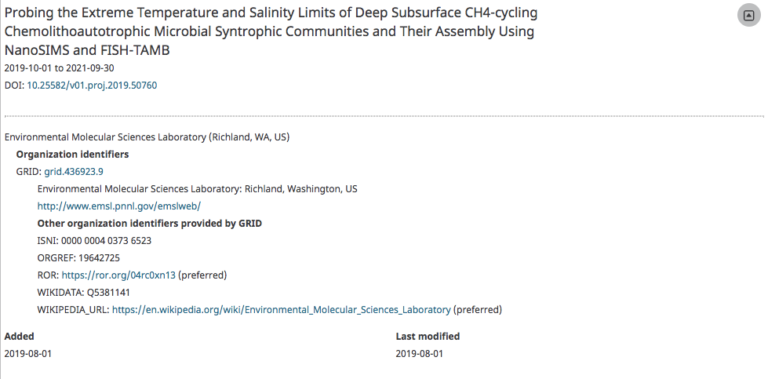 Probing the Extreme Temperature and Salinity Limits of Deep Subsurface CH4-cycling
Chemolithoautotrophic Microbial Syntrophic Communities and Their Assembly Using
NanoSIMS and FISH-TAMB
2019-10-01 to 2021-09-30
DOI: 10.25582/v01.proj.2019.50760
Environmental Molecular Sciences Laboratory (Richland, WA, US)
Organization identifiers
GRID: grid.436923.9
Environmental Molecular Sciences Laboratory: Richland, Washington, US
http://www.emsl.pnnl.gov/emslweb/
Other organization identifiers provided by GRID
ISNI: 0000 0004 0373 6523
ORGREF: 19642725
ROR: https://ror.org/04rc0xn13 (preferred)
WIKIDATA: Q5381141
WIKIPEDIA_URL: https://en.wikipedia.org/wiki/Environmental_Molecular_Sciences_Laboratory (preferred)
Added Last modified
2019-08-01 2019-08-01